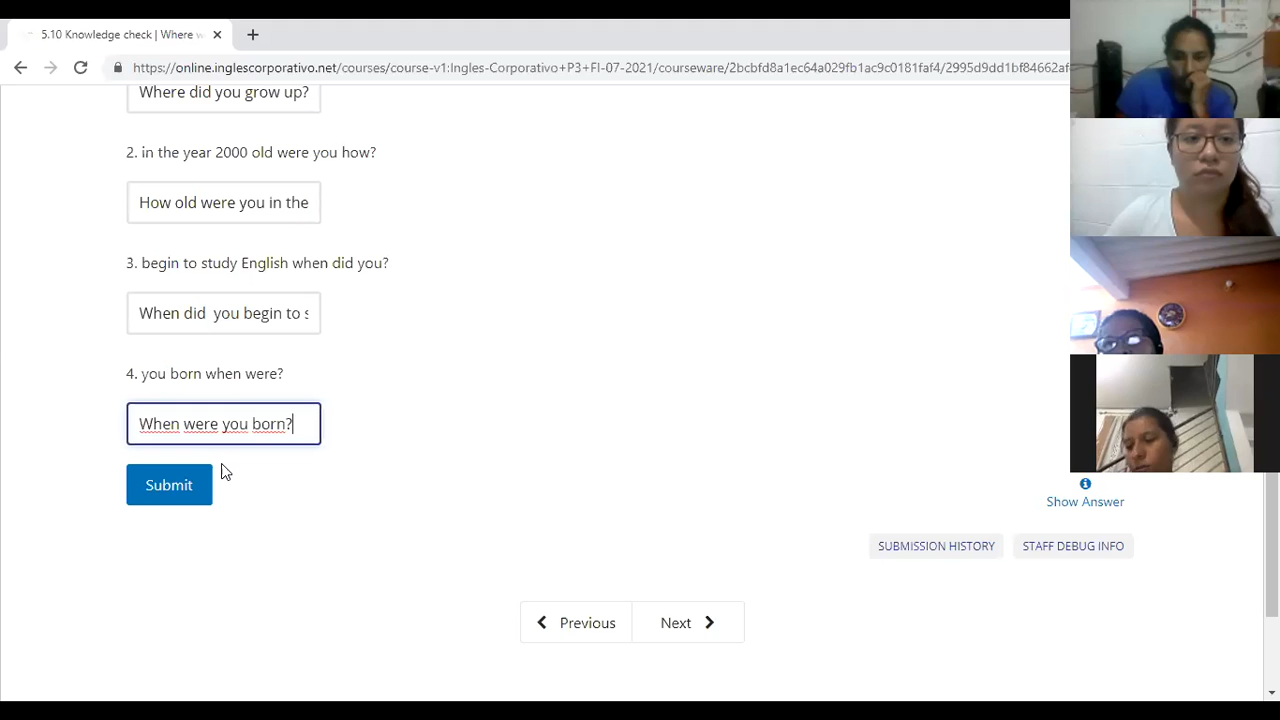 5.10 Knowledge check | Where w
https://online.inglescorporativo.net/courses/course-v1:Ingles-Corporativo+P3+FI-07-2021/courseware/2bcbfd8a1ec64a029fb1ac9c0181faf4/2995d9dd1bf84662af
Where did you grow up?
2. in the year 2000 old were you how?
How old were you in the
3. begin to study English when did you?
When did  you begin to s
4. you born when were?
When were you born?
Submit
Show Answer
SUBMISSION HISTORY
STAFF DEBUG INFO
Previous
Next